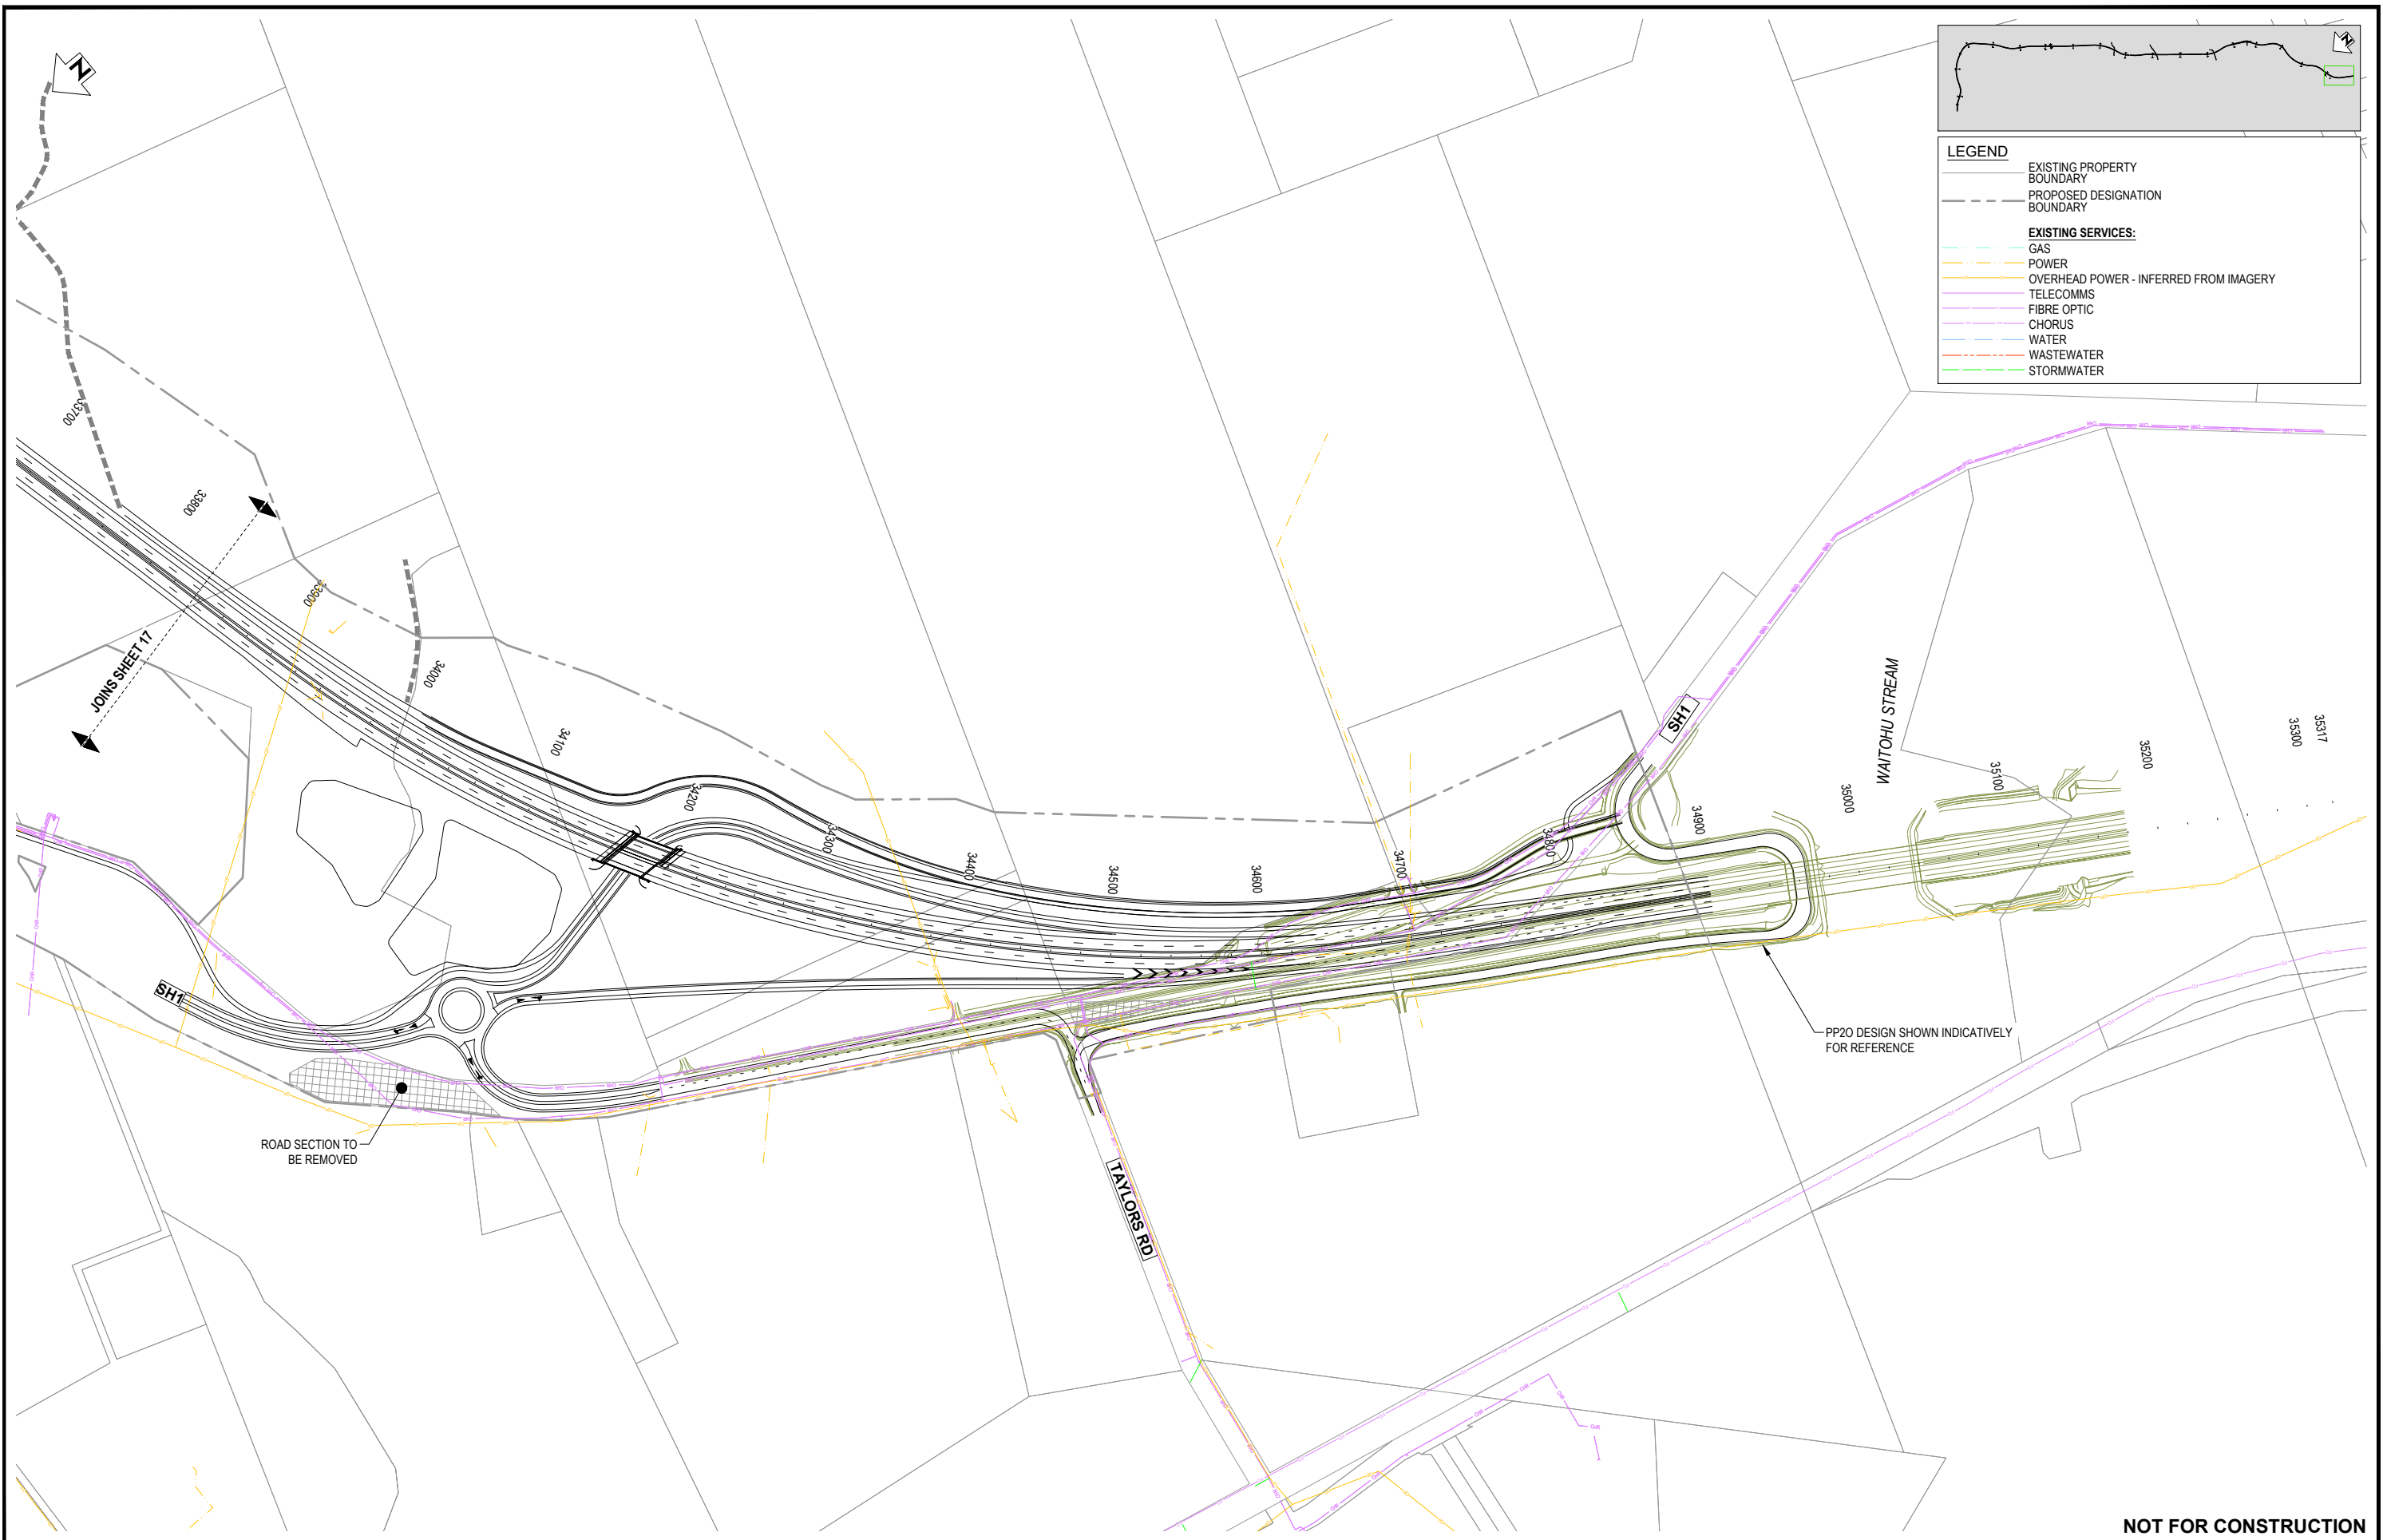 N
N
LEGEND
EXISTING PROPERTY
BOUNDARY
PROPOSED DESIGNATION
BOUNDARY
EXISTING SERVICES:
GAS
POWER
OVERHEAD POWER - INFERRED FROM IMAGERY
TELECOMMS
FIBRE OPTIC
CHORUS
WATER
WASTEWATER
STORMWATER
33700
33800
33900
JOINS SHEET 17
34000
34100
34200
34300
34400
34500
34600
34700
34800
34900
35000
35100
35200
35300
35317
SH1
WAITOHU STREAM
SH1
PP2O DESIGN SHOWN INDICATIVELY
FOR REFERENCE
ROAD SECTION TO
BE REMOVED
TAYLORS RD
NOT FOR CONSTRUCTION